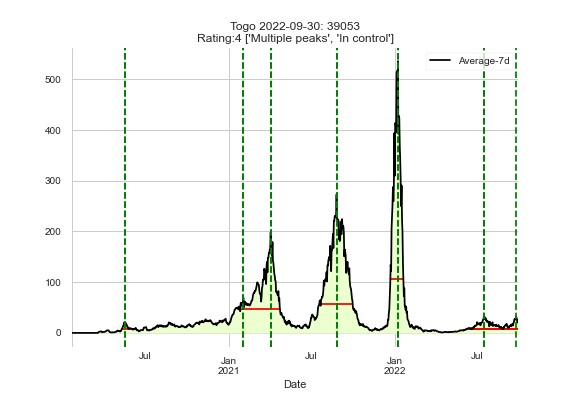 Togo 2022-09-30: 39053
Rating:4 ['Multiple peaks', 'In control']
Average-7d
500
400
300
200
100
0
Jul
Jan
2021
Jul
Jan
2022
Jul
Date